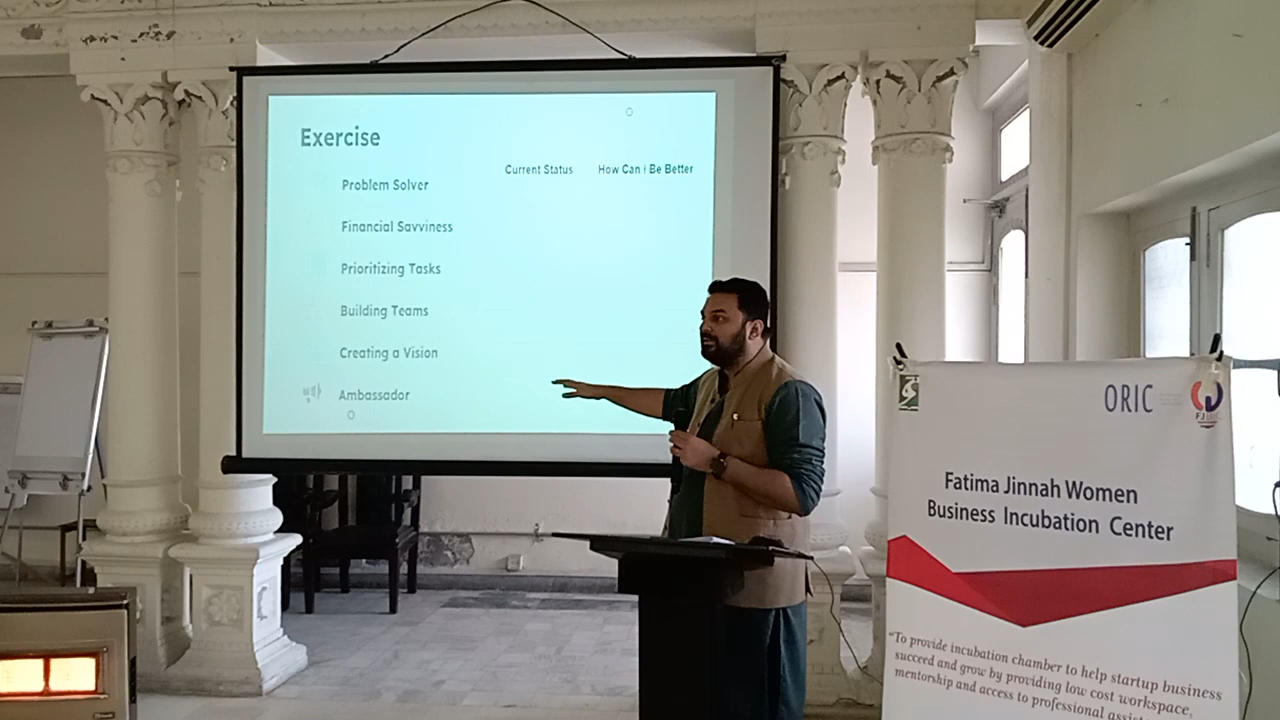 Exercise
Current Status How Can I Be Better
Problem Solver
Financial Savviness
Prioritizing Tasks
Building Teams
Creating a Vision
Ambassador
ORIC
Fatima Jinnah Women
Business Incubation Center
"To provide incubation chamber to help startup business
succeed and grow by providing low cost workspace,
mentorship and access to professional